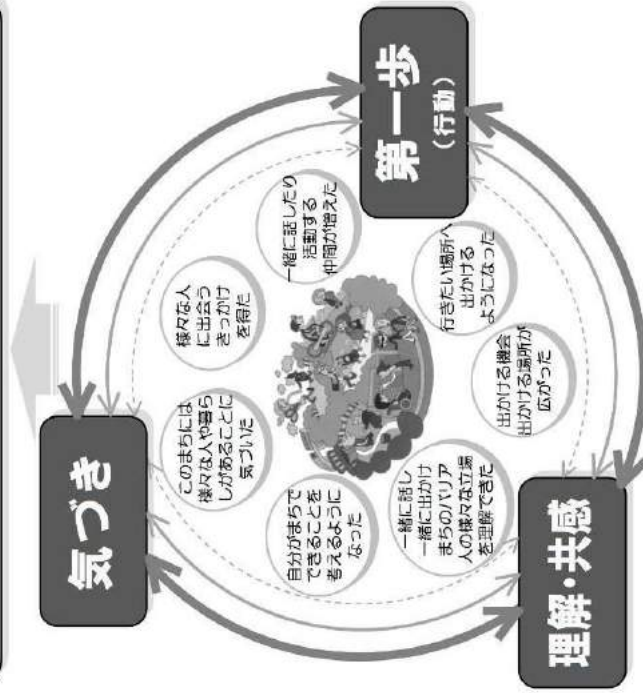 気づき
第一歩
(行動)
理解・共感
このまちには
様々な人や暮ら
しがあることに
気づいた
様々な人
に出会う
きっかけ
を得た
一緒に話したり
活動する
仲間が増えた
行きたい場所へ
出かける
ようになった
出かける機会
出かける場所が
広がった
一緒に話し
一緒に出かけ
まちのバリア
人の様々な立場
を理解できた
自分がまちで
できることを
考えるように
なった